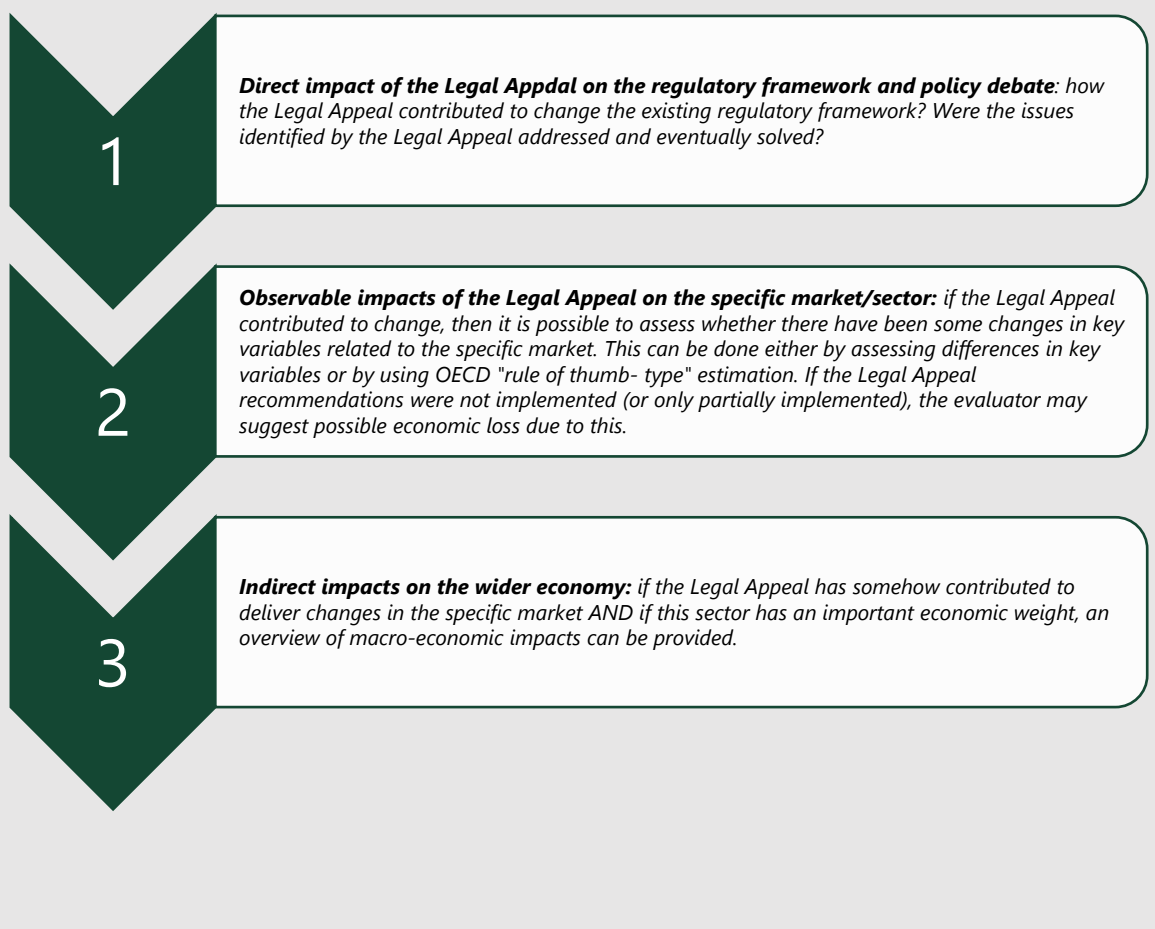 1
Direct impact of the Legal Appdal on the regulatory framework and policy debate: how
the Legal Appeal contributed to change the existing regulatory framework? Were the issues
identified by the Legal Appeal addressed and eventually solved?
2
Observable impacts of the Legal Appeal on the specific market/sector: if the Legal Appeal
contributed to change, then it is possible to assess whether there have been some changes in key
variables related to the specific market. This can be done either by assessing differences in key
variables or by using OECD "rule of thumb- type" estimation. If the Legal Appeal
recommendations were not implemented (or only partially implemented), the evaluator may
suggest possible economic loss due to this.
3
Indirect impacts on the wider economy: if the Legal Appeal has somehow contributed to
deliver changes in the specific market AND if this sector has an important economic weight, an
overview of macro-economic impacts can be provided.